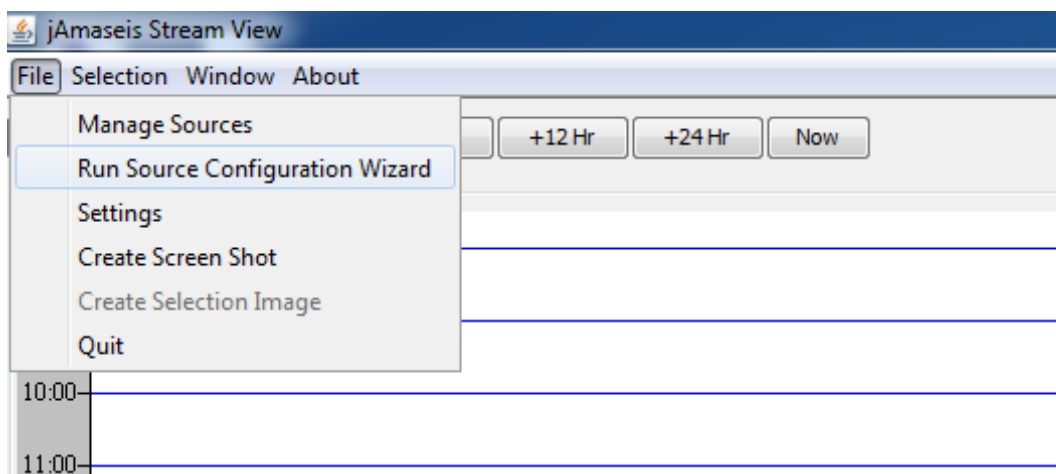 jAmaseis Stream View
File Selection Window About
Manage Sources
+12 Hr +24 Hr Now
Run Source Configuration Wizard
Settings
Create Screen Shot
Create Selection Image
Quit
10:00
11:00